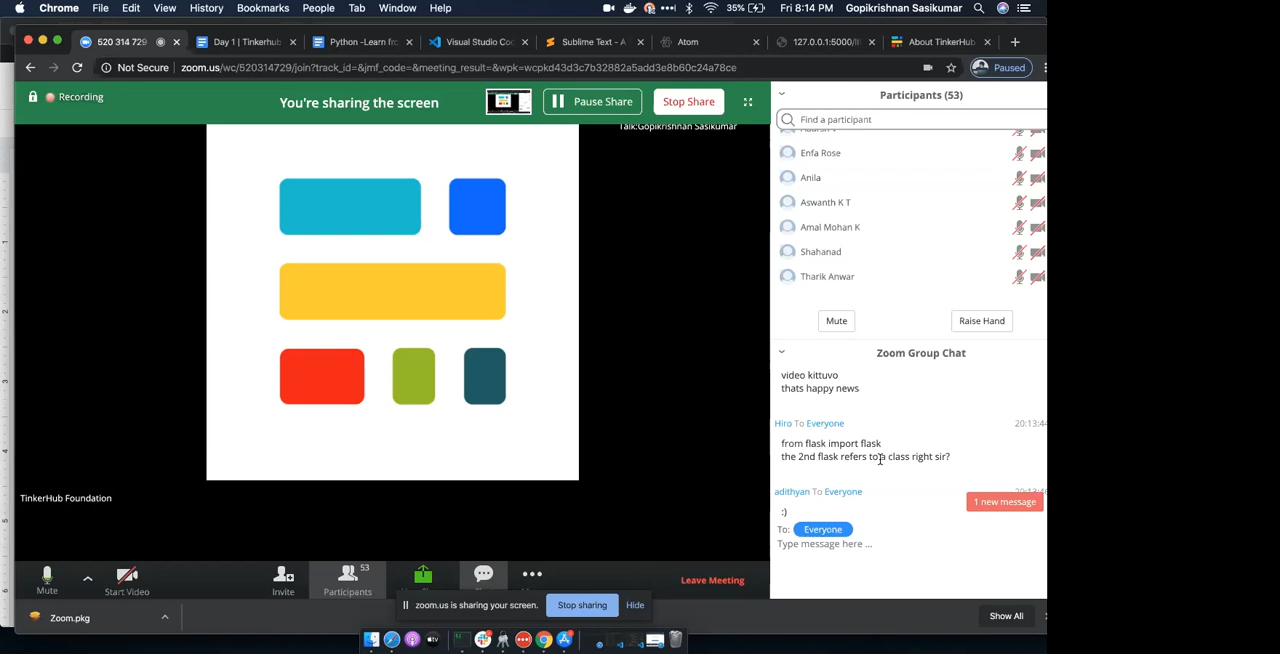 Chrome File Edit View History Bookmarks People Tab Window Help 35% Fri 8:14 PM Gopikrishnan Sasikumar
520 314 729 Day 1 | Tinkerhub Python -Learn fro Visual Studio Co Sublime Text - A Atom 127.0.0.1:5000/ About TinkerHub
Not Secure zoom.us/wc/520314729/join?track_id=&jmf_code=&meeting_result=&wpk=wcpkd43d3c7b32882a5add3e8b60c24a78ce Paused
Recording You're sharing the screen Pause Share Stop Share
Talk:Gopikrishnan Sasikumar
Participants (53)
Find a participant
Enfa Rose
Anila
Aswanth K T
Amal Mohan K
Shahanad
Tharik Anwar
Mute Raise Hand
Zoom Group Chat
video kittuvo
thats happy news
Hiro To Everyone 20:13:44
from flask import flask
the 2nd flask refers to a class right sir?
adithyan To Everyone
1 new message
:)
To: Everyone
Type message here ...
TinkerHub Foundation
Mute Start Video Invite 53 Participants Leave Meeting
zoom.us is sharing your screen. Stop sharing Hide
Zoom.pkg Show All